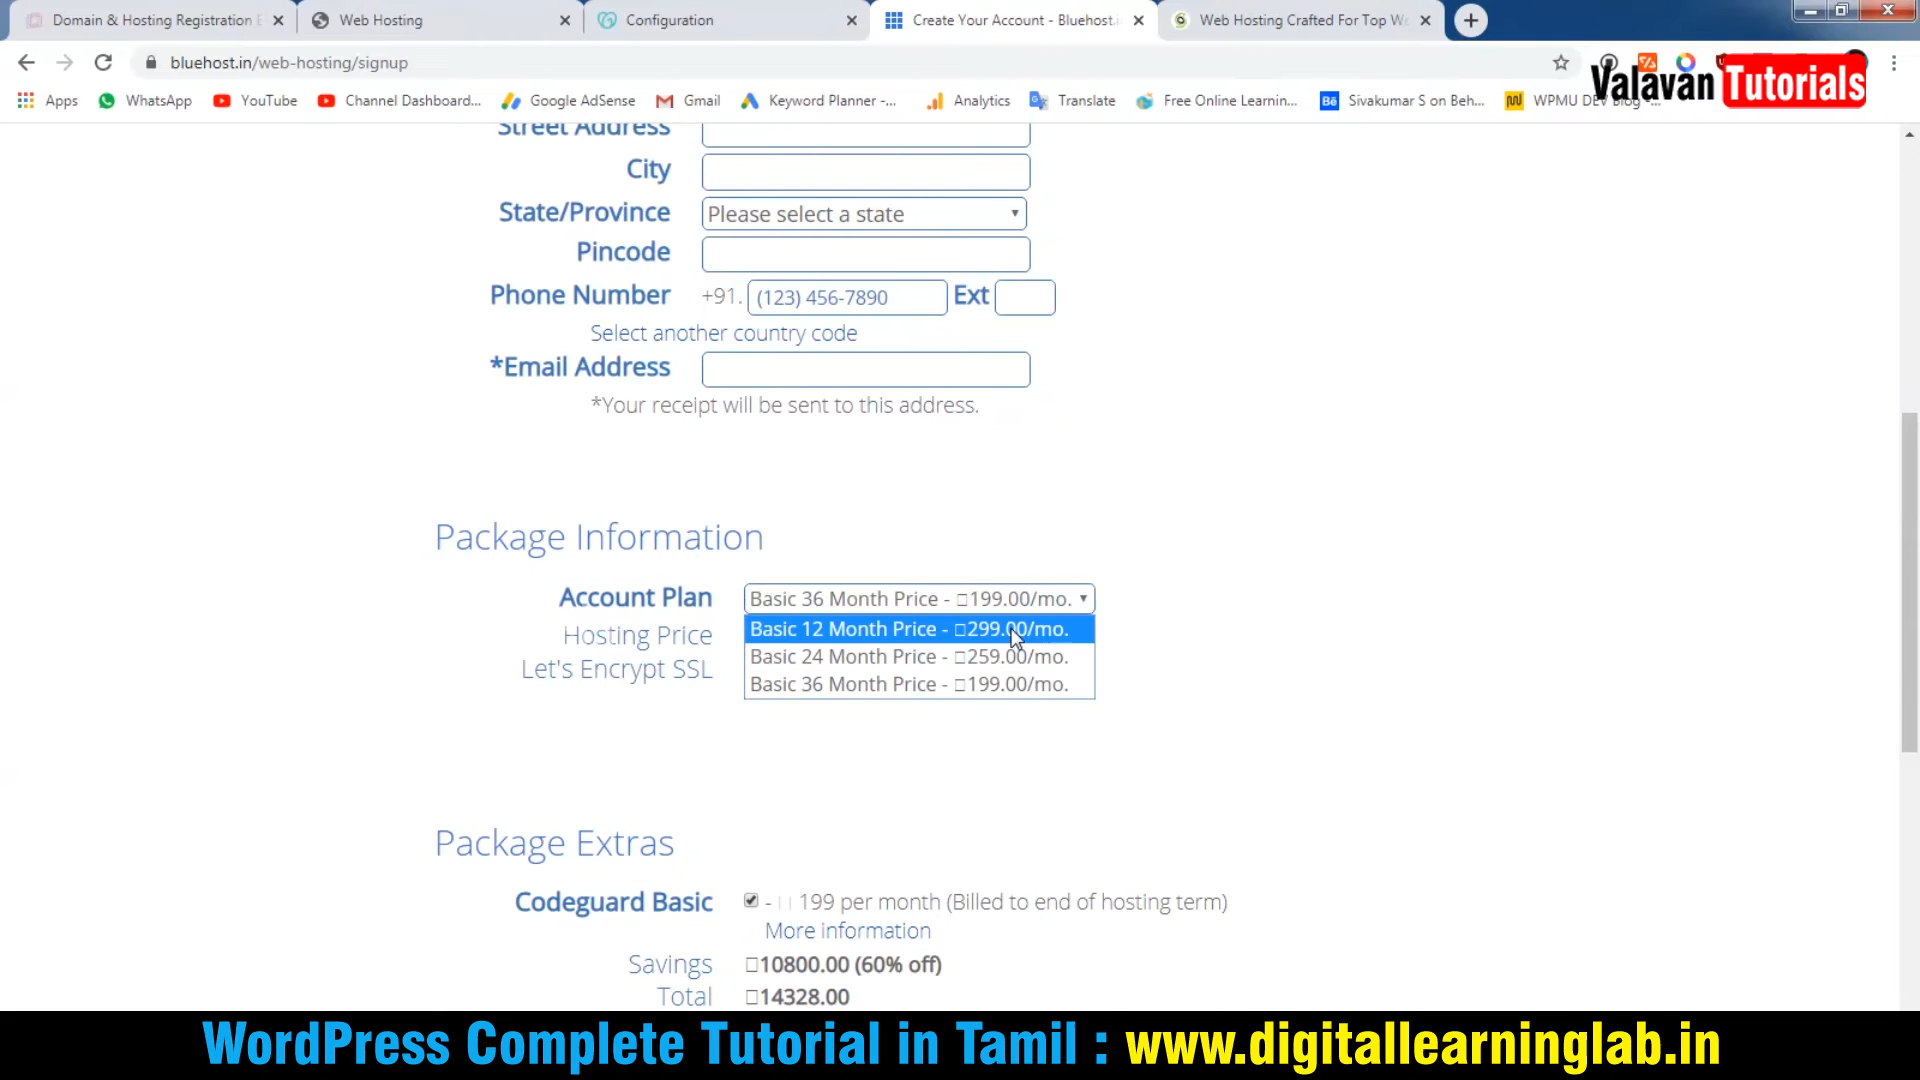 Domain & Hosting Registration
Web Hosting
Configuration
Create Your Account - Bluehost.i
Web Hosting Crafted For Top W
bluehost.in/web-hosting/signup
Valavan Tutorials
Apps
WhatsApp
YouTube
Channel Dashboard...
Google AdSense
Gmail
Keyword Planner -...
Analytics
Translate
Free Online Learnin...
Sivakumar S on Beh...
WPMU DEV Blog -...
Street Address
City
State/Province
Please select a state
Pincode
Phone Number
+91.
(123) 456-7890
Ext
Select another country code
*Email Address
*Your receipt will be sent to this address.
Package Information
Account Plan
Basic 36 Month Price - □199.00/mo.
Basic 12 Month Price - □299.00/mo.
Hosting Price
Basic 24 Month Price - □259.00/mo.
Let's Encrypt SSL
Basic 36 Month Price - □199.00/mo.
Package Extras
Codeguard Basic
- □ 199 per month (Billed to end of hosting term)
More information
Savings
□10800.00 (60% off)
Total
□14328.00
WordPress Complete Tutorial in Tamil : www.digitallearninglab.in